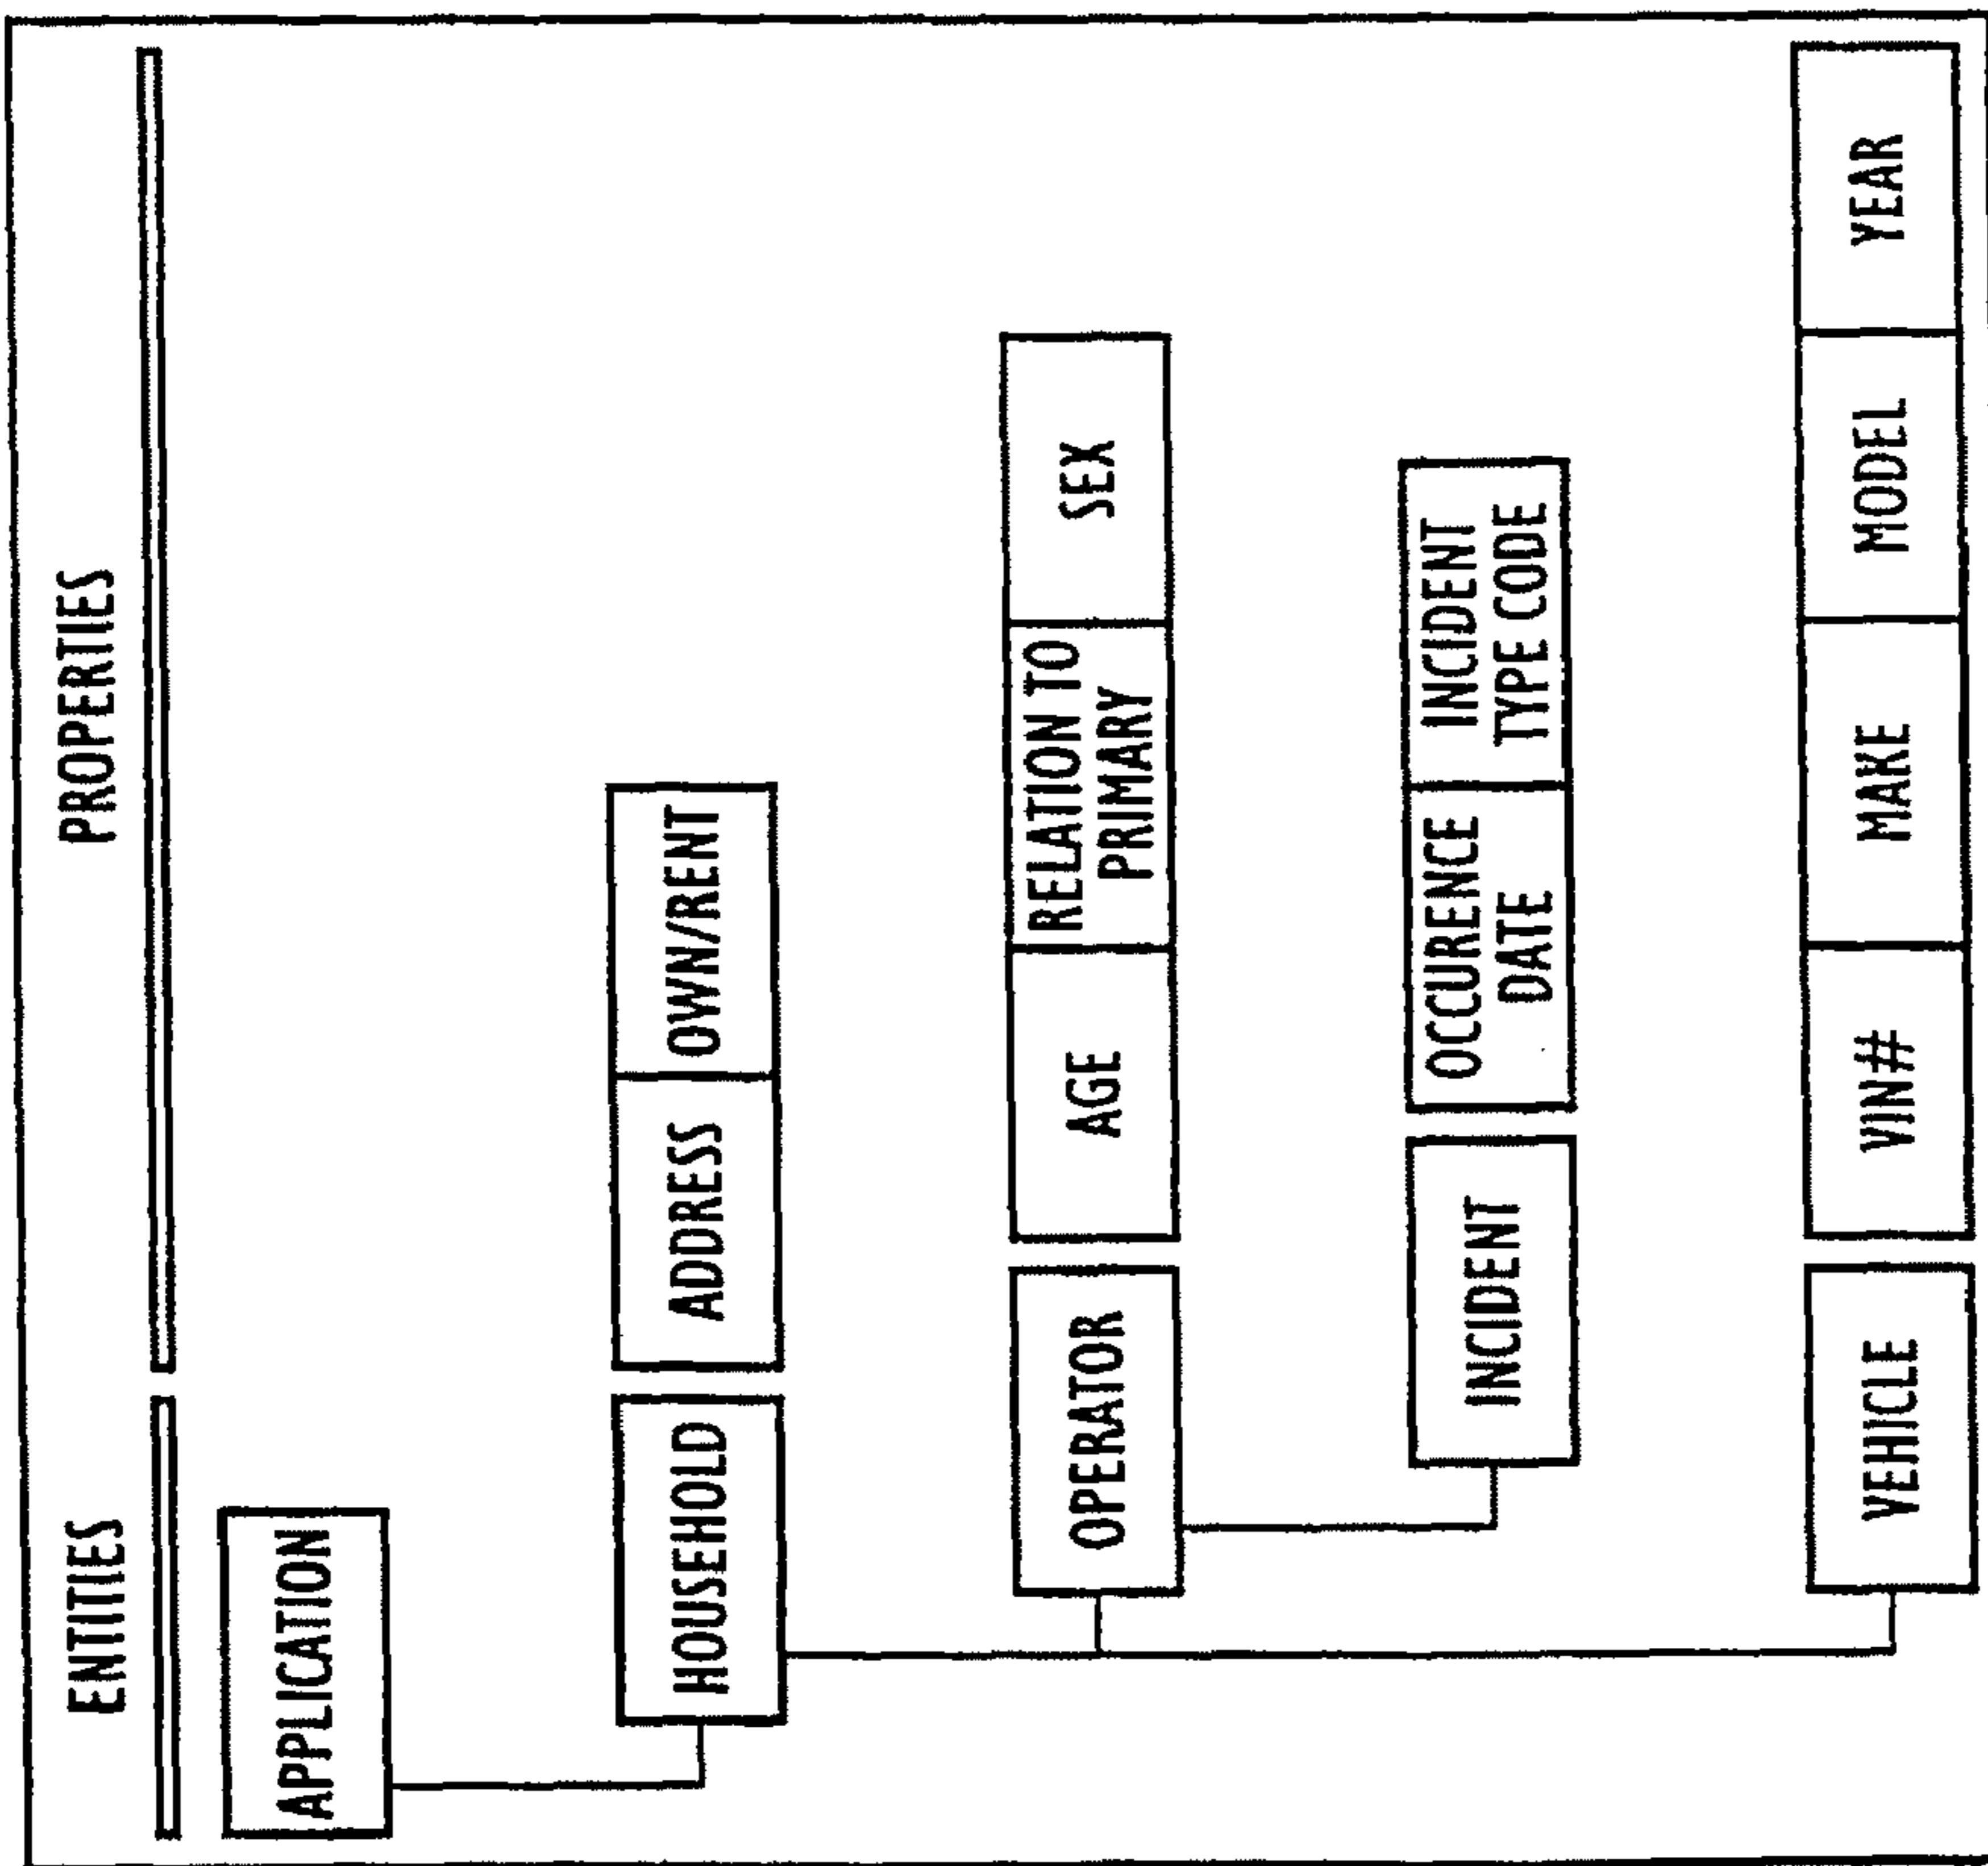 ENTITIES
PROPERTIES
APPLICATION
HOUSEHOLD
ADDRESS
OWN/RENT
OPERATOR
AGE
RELATION TO
PRIMARY
SEX
INCIDENT
OCCURENCE
DATE
INCIDENT
TYPE CODE
VEHICLE
VIN#
MAKE
MODEL
YEAR